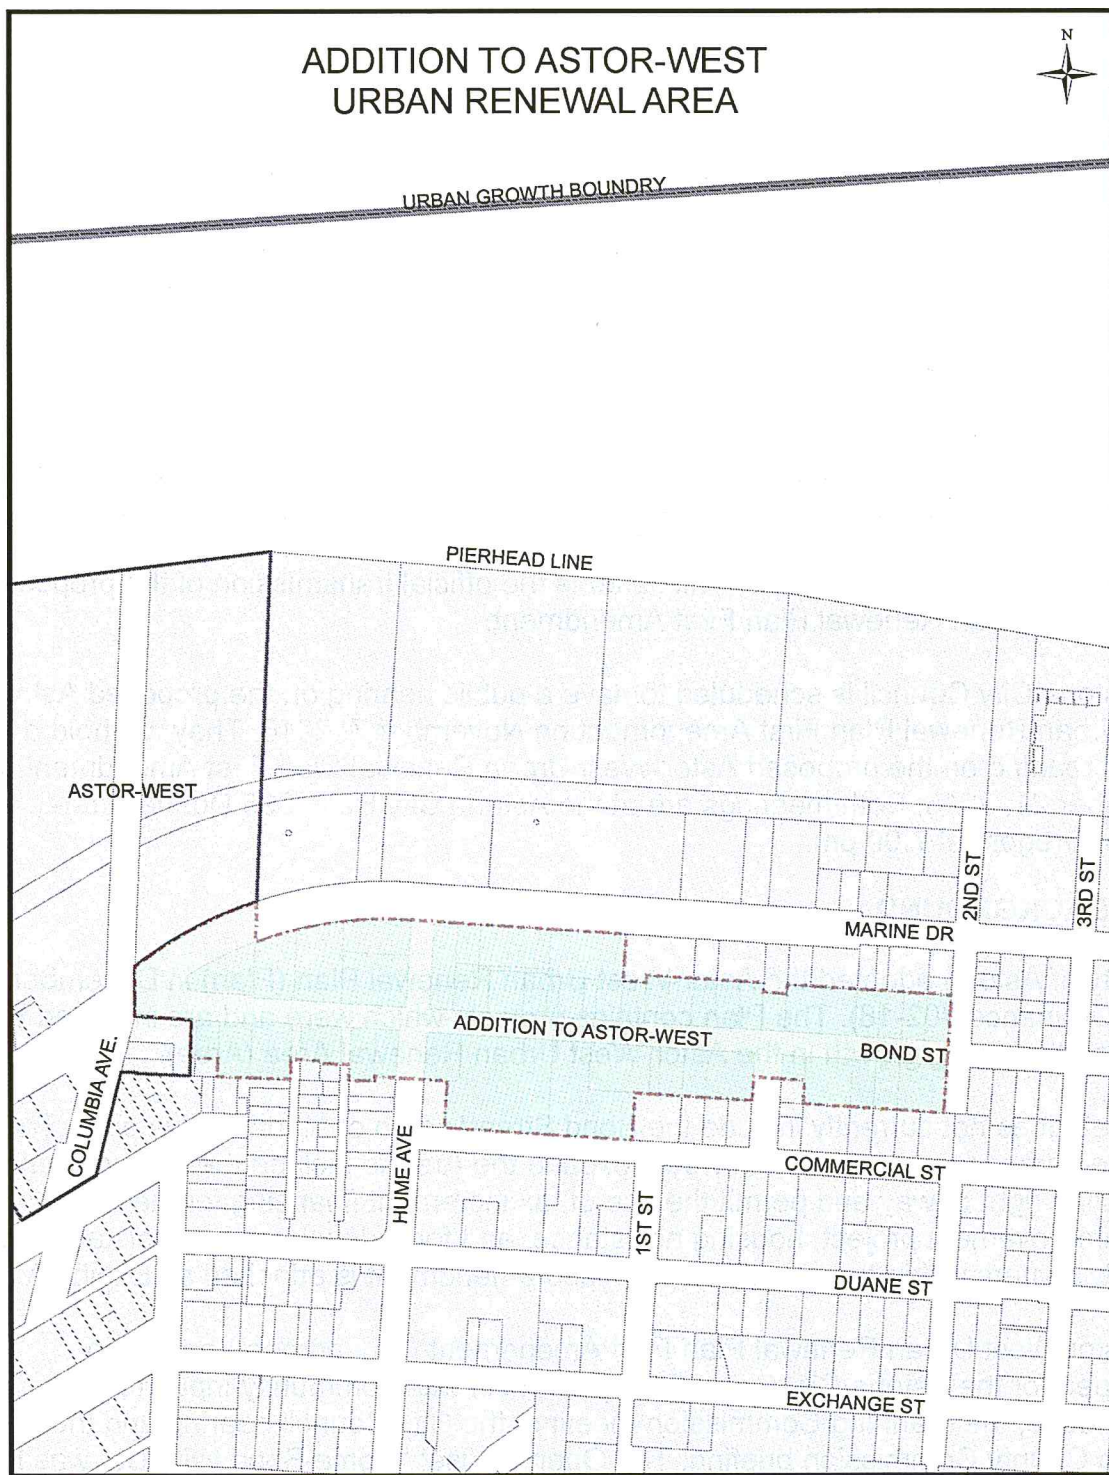 ADDITION TO ASTOR-WEST
URBAN RENEWAL AREA
N
URBAN GROWTH BOUNDRY
PIERHEAD LINE
ASTOR-WEST
2ND ST
3RD ST
MARINE DR
ADDITION TO ASTOR-WEST
BOND ST
COLUMBIA AVE.
HUME AVE
COMMERCIAL ST
1ST ST
DUANE ST
EXCHANGE ST